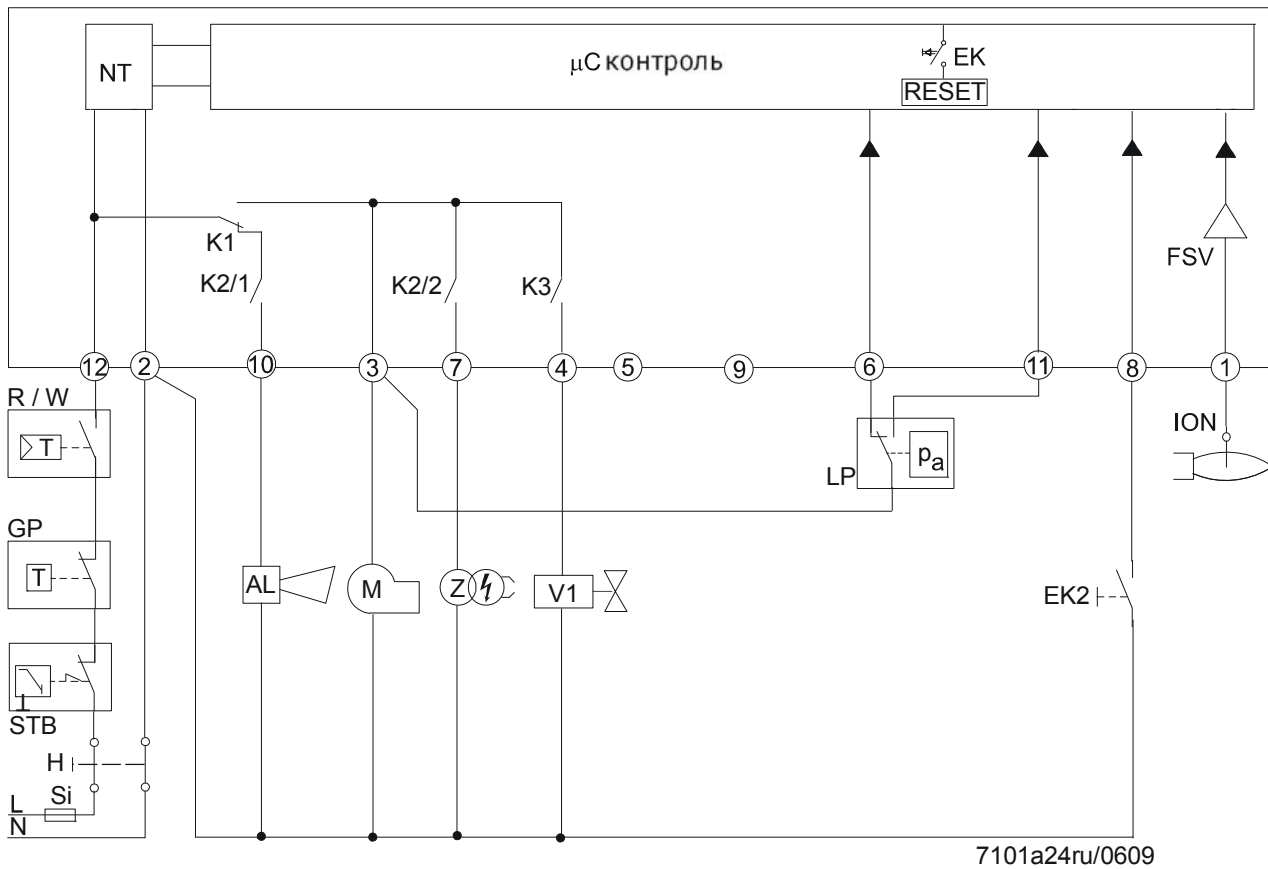 NT
μC контроль
EK
RESET
FSV
K1
K2/1
K2/2
K3
12
2
10
3
7
4
5
9
6
11
8
1
R / W
T
ION
LP
pa
GP
T
AL
M
Z
V1
EK2
STB
H
Si
L
N
7101a24ru/0609